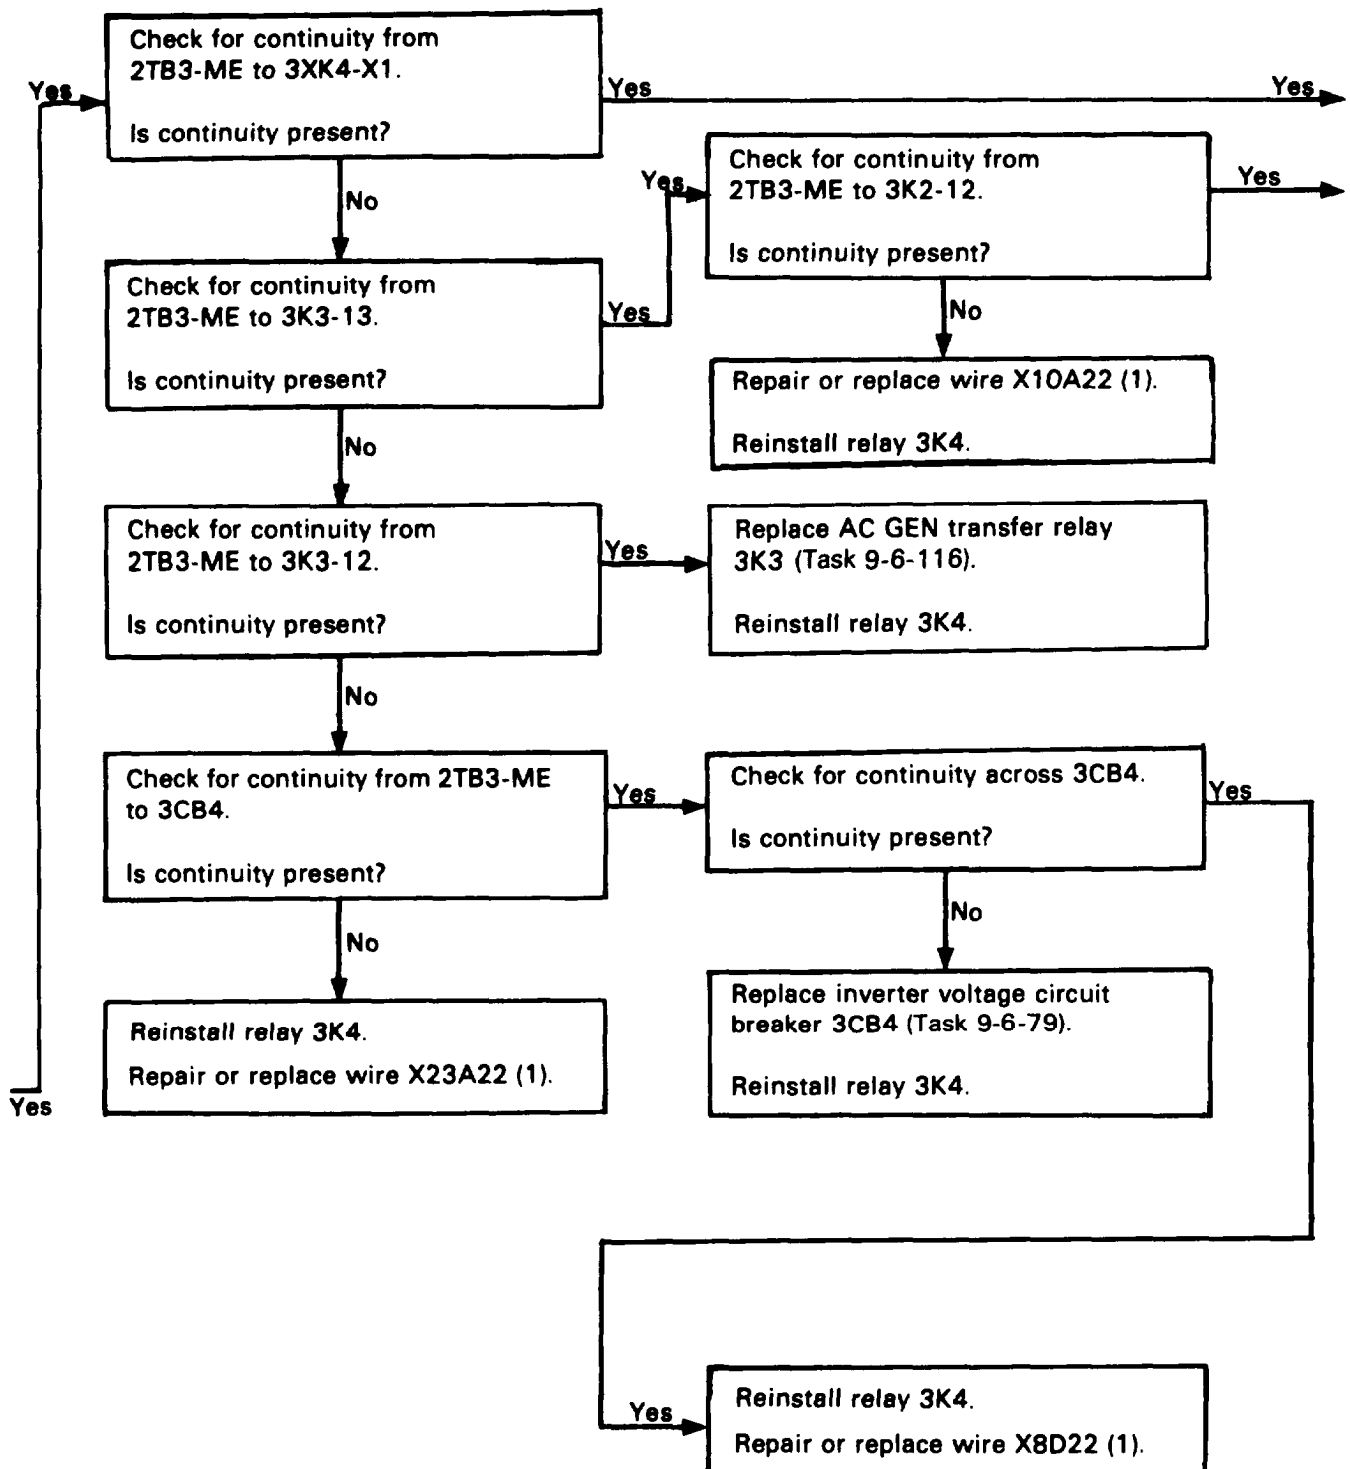 Check for continuity from
2TB3-ME to 3XK4-X1.
Is continuity present?
Yes
Yes
Yes
No
Check for continuity from
2TB3-ME to 3K2-12.
Is continuity present?
Yes
Yes
No
Check for continuity from
2TB3-ME to 3K3-13.
Is continuity present?
Yes
No
Repair or replace wire X10A22 (1).
Reinstall relay 3K4.
Check for continuity from
2TB3-ME to 3K3-12.
Is continuity present?
Yes
No
Replace AC GEN transfer relay
3K3 (Task 9-6-116).
Reinstall relay 3K4.
Check for continuity from 2TB3-ME
to 3CB4.
Is continuity present?
Yes
No
Check for continuity across 3CB4.
Is continuity present?
Yes
No
Reinstall relay 3K4.
Repair or replace wire X23A22 (1).
Yes
Replace inverter voltage circuit
breaker 3CB4 (Task 9-6-79).
Reinstall relay 3K4.
Yes
Reinstall relay 3K4.
Repair or replace wire X8D22 (1).